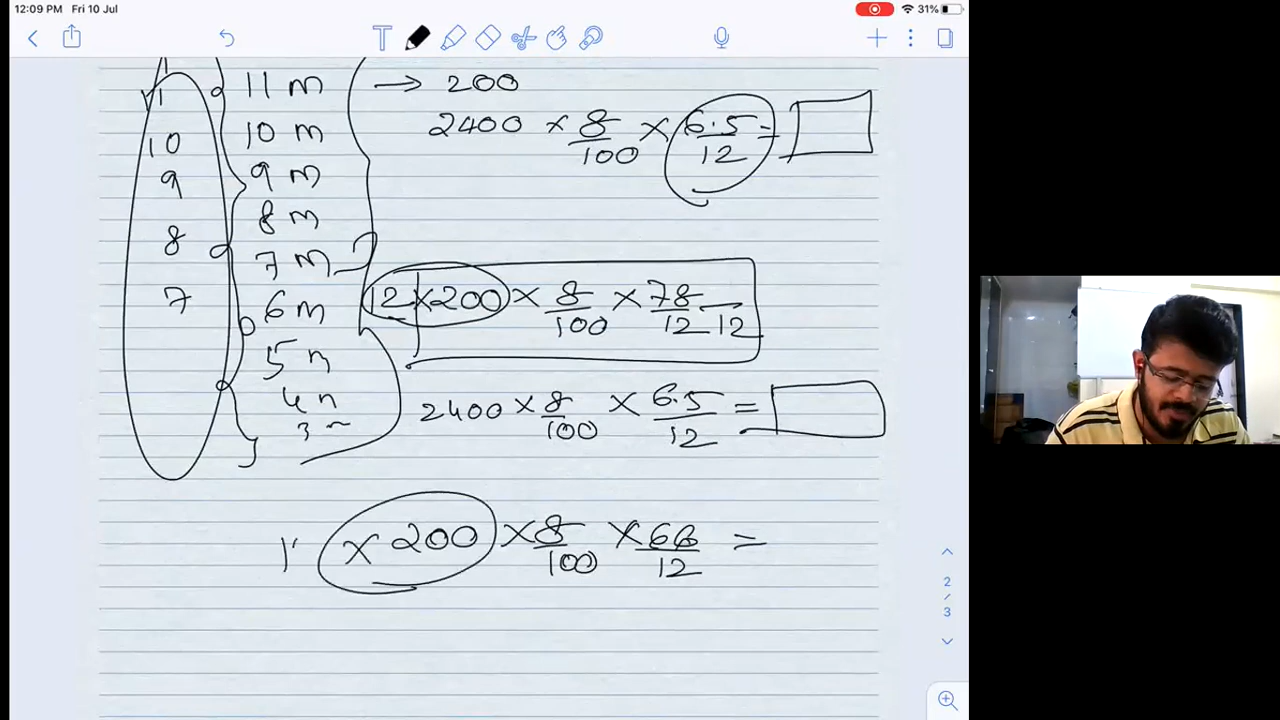 12:09 PM Fri 10 Jul 31%
T
11 m → 200
10 10 m 2400 × 8/100 × 6.5/12 =
9 9 m
8 8 m
7 m
7 6 m 12 × 200 × 8/100 × 78/12 12
5 m
4 m 2400 × 8/100 × 6.5/12 =
3 m
× 200 × 8/100 × 66/12 =
2
/
3